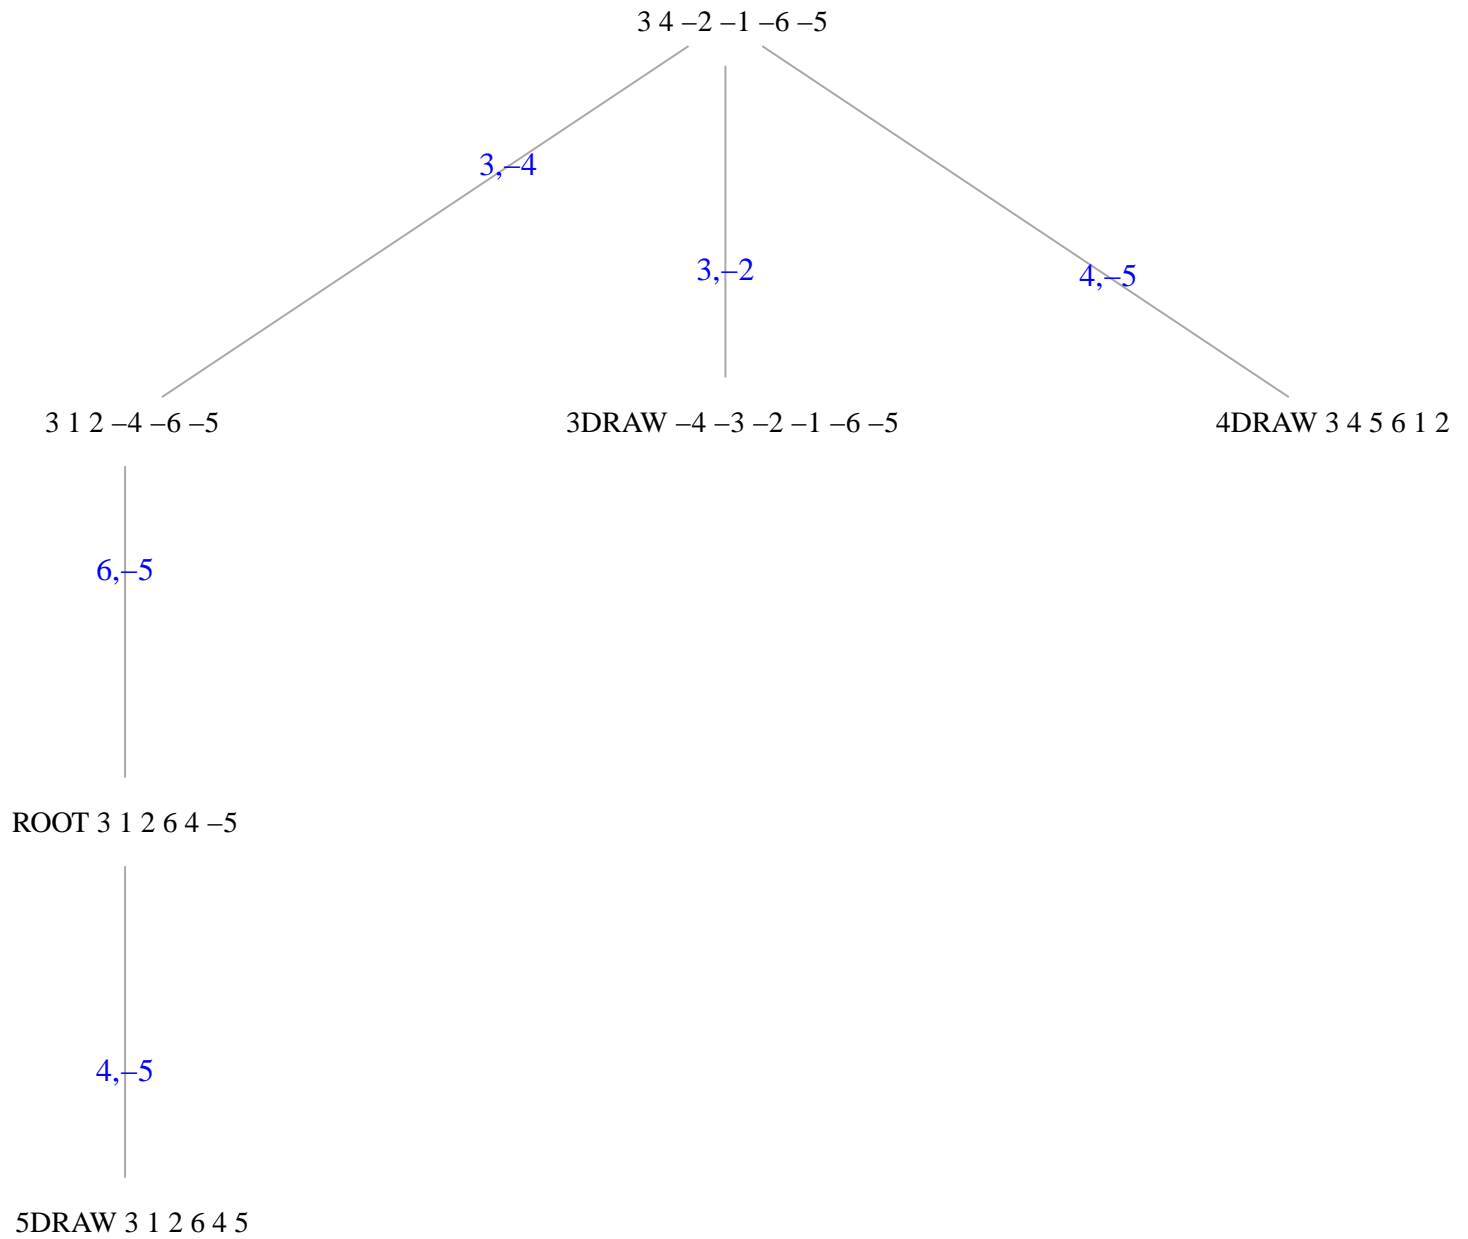 3 4 –2 –1 –6 –5
3,–4
3,–2
4,–5
3 1 2 –4 –6 –5
3DRAW –4 –3 –2 –1 –6 –5
4DRAW 3 4 5 6 1 2
6,–5
ROOT 3 1 2 6 4 –5
4,–5
5DRAW 3 1 2 6 4 5